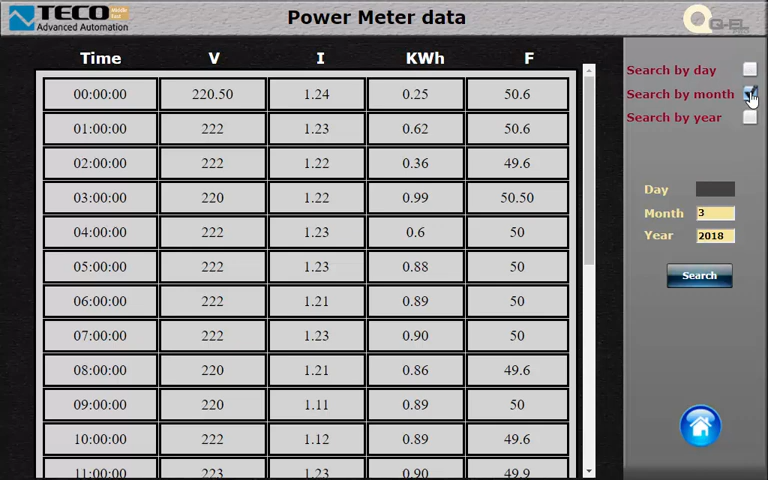 TECO Middle East
Advanced Automation
Power Meter data
Time V I KWh F
00:00:00 220.50 1.24 0.25 50.6
01:00:00 222 1.23 0.62 50.6
02:00:00 222 1.22 0.36 49.6
03:00:00 220 1.22 0.99 50.50
04:00:00 222 1.23 0.6 50
05:00:00 222 1.23 0.88 50
06:00:00 222 1.21 0.89 50
07:00:00 222 1.23 0.90 50
08:00:00 220 1.21 0.86 49.6
09:00:00 220 1.11 0.89 50
10:00:00 222 1.12 0.89 49.6
11:00:00 223 1.23 0.90 49.9
Search by day
Search by month
Search by year
Day
Month 3
Year 2018
Search